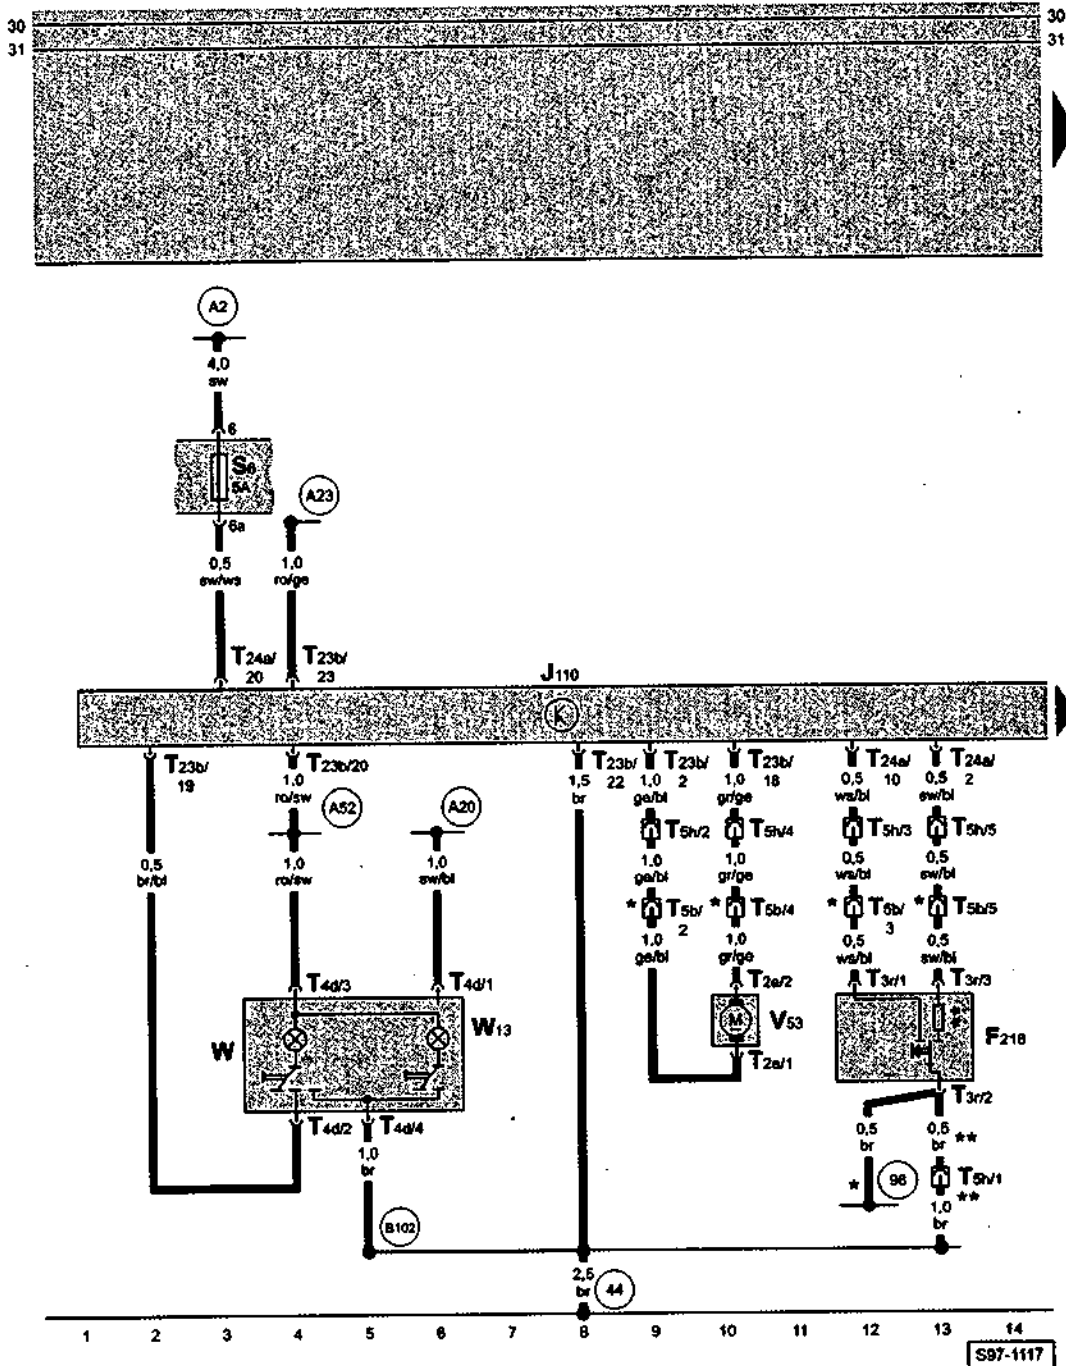 30 30
31 31
A2
4,0
sw
6
S6
5A
A23
6a
0,5 1,0
sw/ws ro/ge
T24a/ T23b/
20 23
J110
K
T23b/ T23b/20 T23b/ T23b/ T23b/ T24a/ T24a/
19 1,0 1,5 22 1,0 2 1,0 18 0,5 10 0,5 2
ro/sw br ge/bl gr/ge ws/bl sw/bl
A52 A20
T5h/2 T5h/4 T5h/3 T5h/5
0,5 1,0 1,0 1,0 1,0 0,5 0,5
br/bl ro/sw sw/bl ge/bl gr/ge ws/bl sw/bl
* T5b/ * T5b/4 * T5b/ * T5b/5
2 3
1,0 1,0 0,5 0,5
ge/bl gr/ge ws/bl sw/bl
T4d/3 T4d/1 T2a/2 T3r/1 T3r/3
W W13 M V53 ** F218
T2a/1
T3r/2
T4d/2 T4d/4
1,0 0,5 0,5 **
br br br
* 96 T5h/1
**
1,0
br
B102
2,5
br 44
1 2 3 4 5 6 7 8 9 10 11 12 13 14
S97-1117